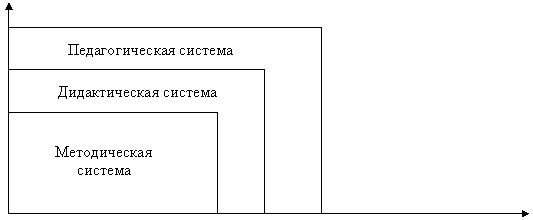 Педагогическая система
Дидактическая система
Методическая
система